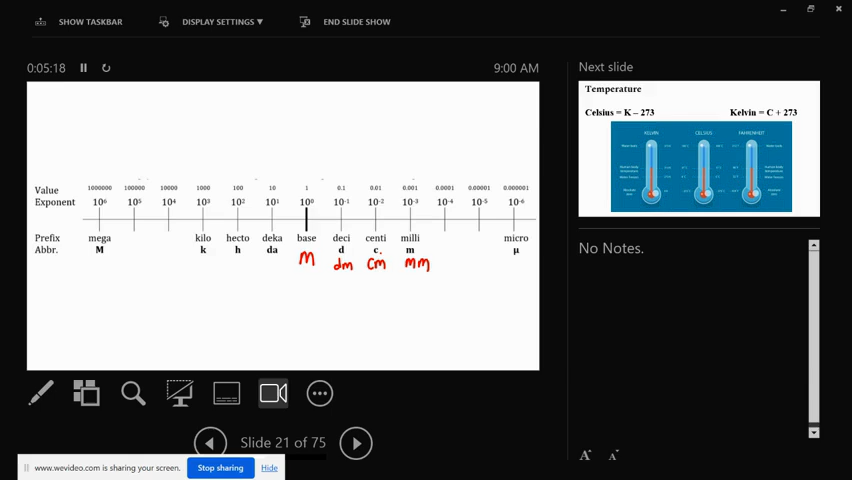 SHOW TASKBAR
DISPLAY SETTINGS ▼
END SLIDE SHOW
0:05:18
9:00 AM
Value 1000000 100000 10000 1000 100 10 1 0.1 0.01 0.001 0.0001 0.00001 0.000001
Exponent 10⁶ 10⁵ 10⁴ 10³ 10² 10¹ 10⁰ 10⁻¹ 10⁻² 10⁻³ 10⁻⁴ 10⁻⁵ 10⁻⁶
Prefix mega kilo hecto deka base deci centi milli micro
Abbr. M k h da d c m μ
m dm cm mm
Slide 21 of 75
Next slide
Temperature
Celsius = K – 273 Kelvin = C + 273
KELVIN CELSIUS FAHRENHEIT
No Notes.
A A
www.wevideo.com is sharing your screen. Stop sharing Hide